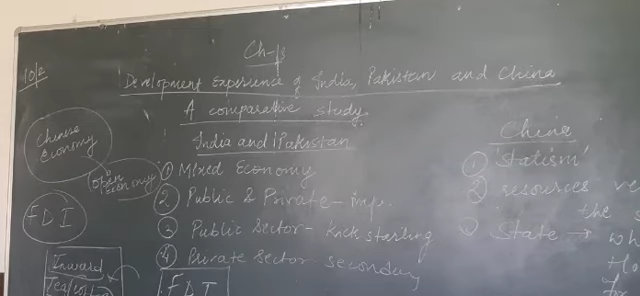 10/2
Ch-
Development Experience of India, Pakistan and China
A comparative study.
India and Pakistan
① Mixed Economy
② Public & Private - imp.
③ Public Sector - kick starting
④ Private sector secondary
FDI
Chinese
Economy
open
economy
FDI
Inward
China
① Statism
② resources
the
State →